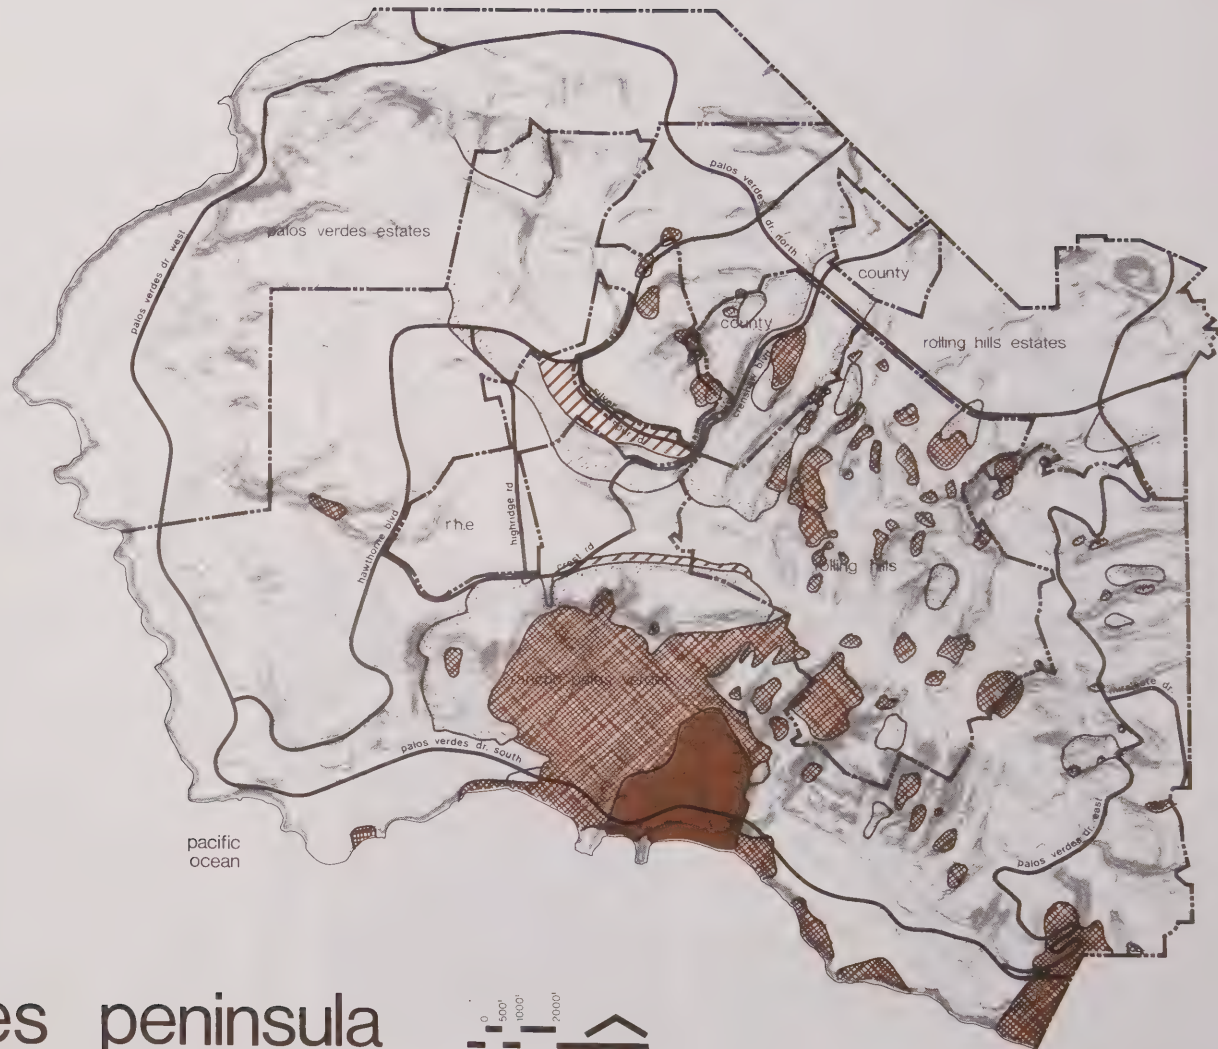 palos verdes dr. north
palos verdes estates
palos verdes dr. west
county
county
rolling hills estates
highridge rd
r.h.e
hawthorne blvd
crest rd
rolling hills
palos verdes dr. south
palos verdes dr. east
pacific
ocean
0
500'
1000'
2000'
es peninsula